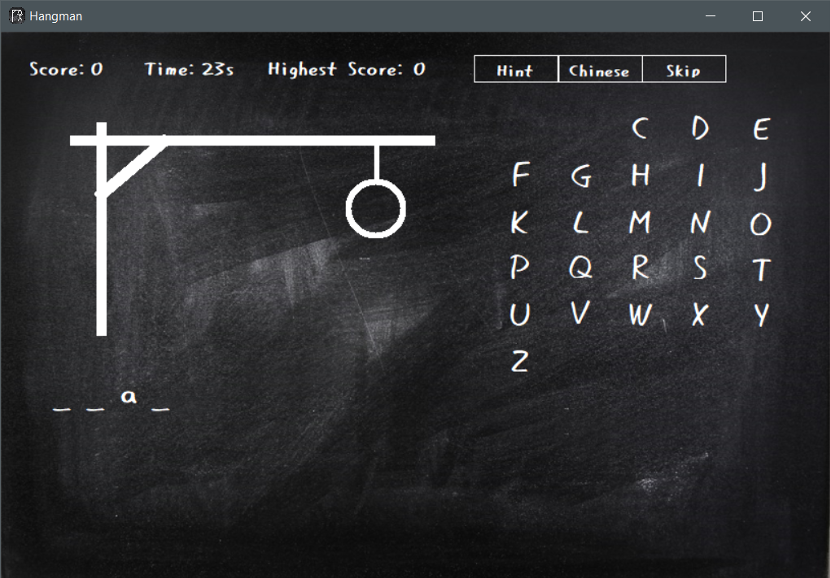 Hangman
Score: 0 Time: 23s Highest Score: 0 Hint Chinese Skip
C D E
F G H I J
K L M N O
P Q R S T
U V W X Y
Z
_ _ a _